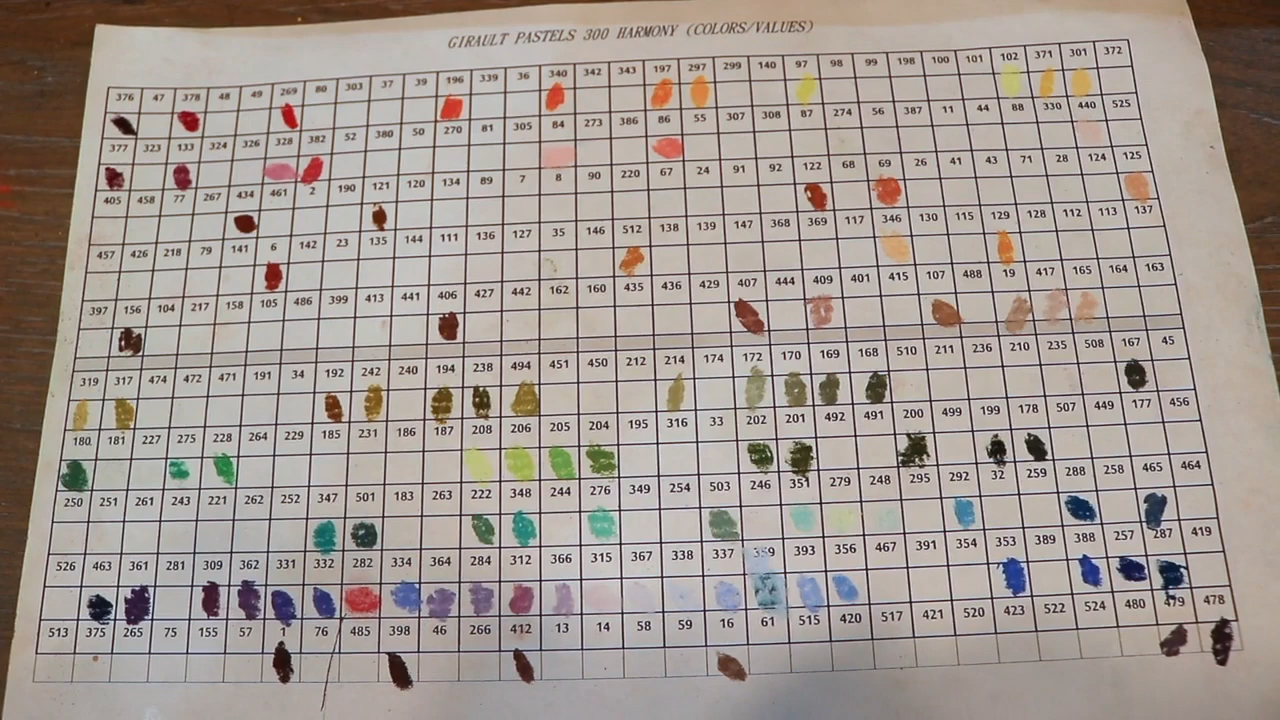 GIRAULT PASTELS 300 HARMONY (COLORS/VALUES)
376 47 378 48 49 269 80 303 37 39 196 339 36 340 342 343 197 297 299 140 97 98 99 198 100 101 102 371 301 372
377 323 133 324 326 328 382 52 380 50 270 81 305 84 273 386 86 55 307 308 87 274 56 387 11 44 88 330 440 525
405 458 77 267 434 461 2 190 121 120 134 89 7 8 90 220 67 24 91 92 122 68 69 26 41 43 71 28 124 125
457 426 218 79 141 6 142 23 135 144 111 136 127 35 146 512 138 139 147 368 369 117 346 130 115 129 128 112 113 137
397 156 104 217 158 105 486 399 413 441 406 427 442 162 160 435 436 429 407 444 409 401 415 107 488 19 417 165 164 163
319 317 474 472 471 191 34 192 242 240 194 238 494 451 450 212 214 174 172 170 169 168 510 211 236 210 235 508 167 45
180 181 227 275 228 264 229 185 231 186 187 208 206 205 204 195 316 33 202 201 492 491 200 499 199 178 507 449 177 456
250 251 261 243 221 262 252 347 501 183 263 222 348 244 276 349 254 503 246 351 279 248 295 292 32 259 288 258 465 464
526 463 361 281 309 362 331 332 282 334 364 284 312 366 315 367 338 337 359 393 356 467 391 354 353 389 388 257 287 419
513 375 265 75 155 57 1 76 485 398 46 266 412 13 14 58 59 16 61 515 420 517 421 520 423 522 524 480 479 478